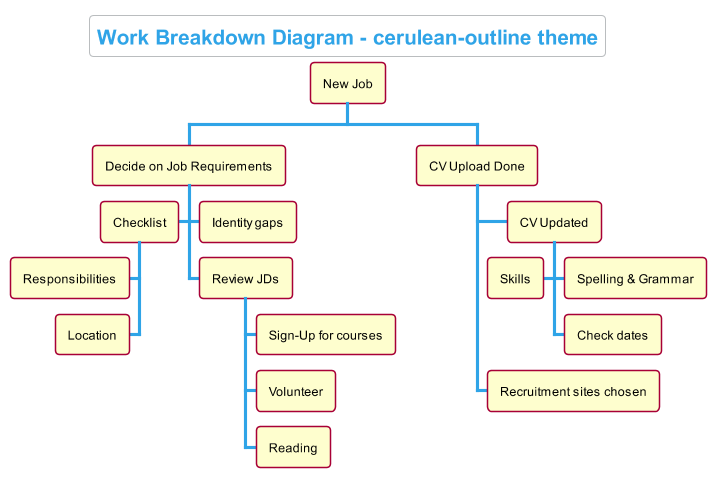 Work Breakdown Diagram - cerulean-outline theme
New Job
Decide on Job Requirements
CV Upload Done
Checklist
Identity gaps
CV Updated
Responsibilities
Review JDs
Skills
Spelling & Grammar
Location
Sign-Up for courses
Check dates
Volunteer
Recruitment sites chosen
Reading